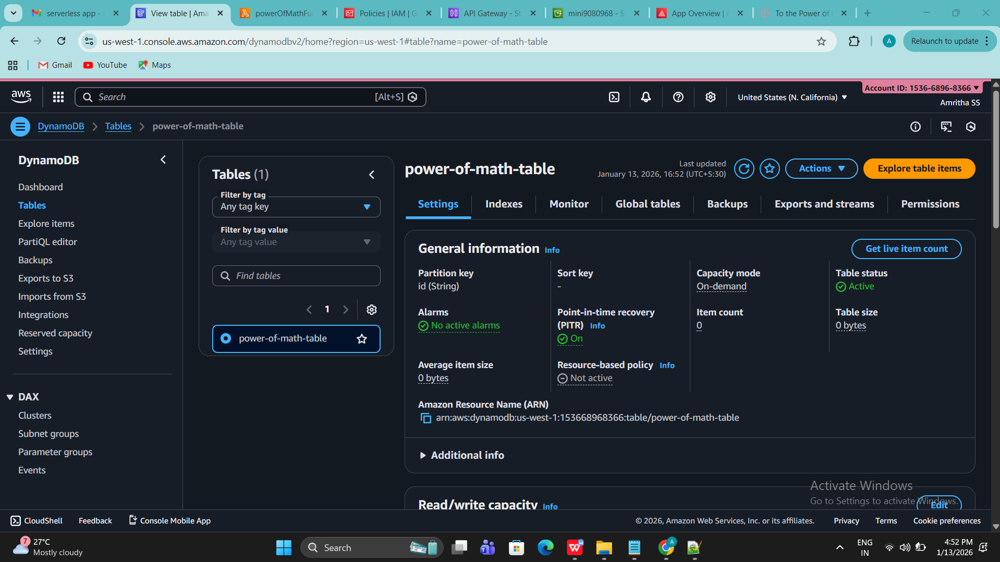 serverless app - s
View table | Ama
powerOfMathFu
Policies | IAM | G
API Gateway - St
mini9080968 - S
App Overview | A
To the Power of
us-west-1.console.aws.amazon.com/dynamodbv2/home?region=us-west-1#table?name=power-of-math-table
A
Relaunch to update
Gmail
YouTube
Maps
aws
Search
[Alt+S]
United States (N. California)
Account ID: 1536-6896-8366
Amritha SS
DynamoDB
Tables
power-of-math-table
DynamoDB
Dashboard
Tables
Explore items
PartiQL editor
Backups
Exports to S3
Imports from S3
Integrations
Reserved capacity
Settings
DAX
Clusters
Subnet groups
Parameter groups
Events
Tables (1)
Filter by tag
Any tag key
Filter by tag value
Any tag value
Find tables
1
power-of-math-table
power-of-math-table
Last updated
January 13, 2026, 16:52 (UTC+5:30)
Actions
Explore table items
Settings
Indexes
Monitor
Global tables
Backups
Exports and streams
Permissions
General information Info
Get live item count
Partition key
id (String)
Sort key
-
Capacity mode
On-demand
Table status
Active
Alarms
No active alarms
Point-in-time recovery
(PITR) Info
On
Item count
0
Table size
0 bytes
Average item size
0 bytes
Resource-based policy Info
Not active
Amazon Resource Name (ARN)
arn:aws:dynamodb:us-west-1:153668968366:table/power-of-math-table
Additional info
Read/write capacity Info
Edit
Activate Windows
Go to Settings to activate Windows.
CloudShell
Feedback
Console Mobile App
© 2026, Amazon Web Services, Inc. or its affiliates.
Privacy
Terms
Cookie preferences
7
27°C
Mostly cloudy
Search
A
ENG
IN
4:52 PM
1/13/2026